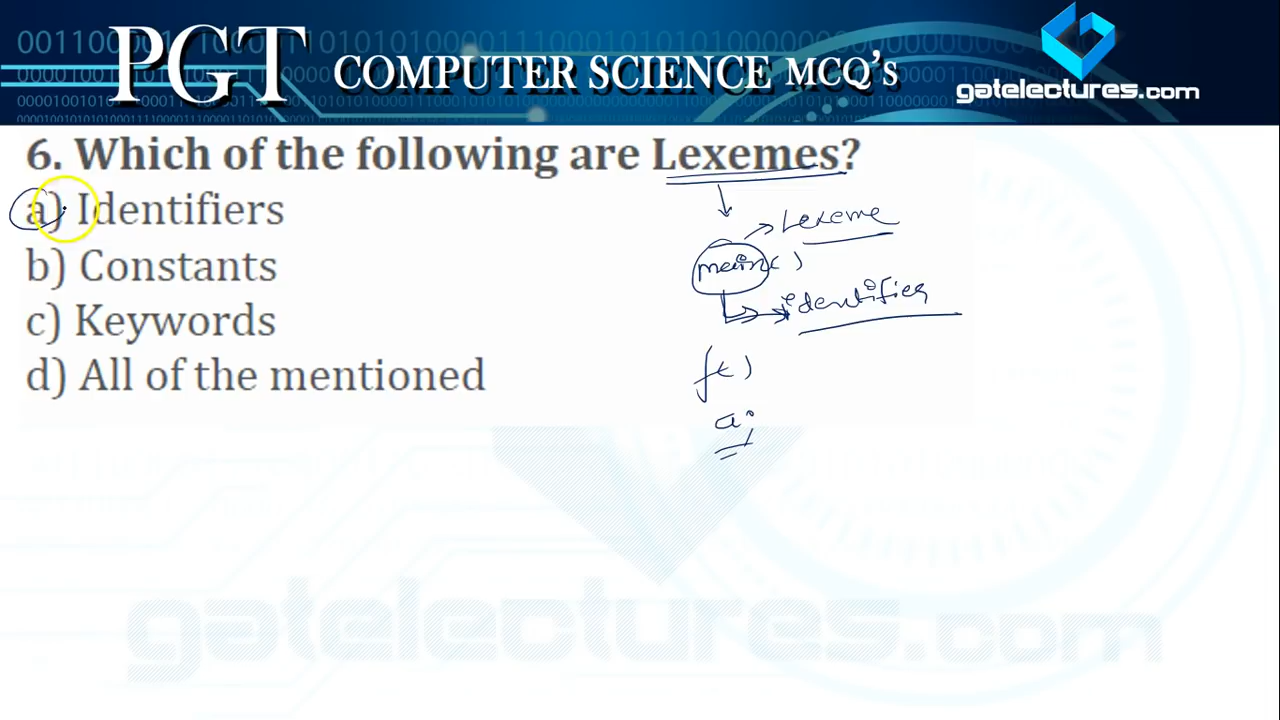 PGT COMPUTER SCIENCE MCQ'S
gatelectures.com
6. Which of the following are Lexemes?
a) Identifiers
b) Constants
c) Keywords
d) All of the mentioned
Lexeme
main()
identifier
f()
a;
gatelectures.com